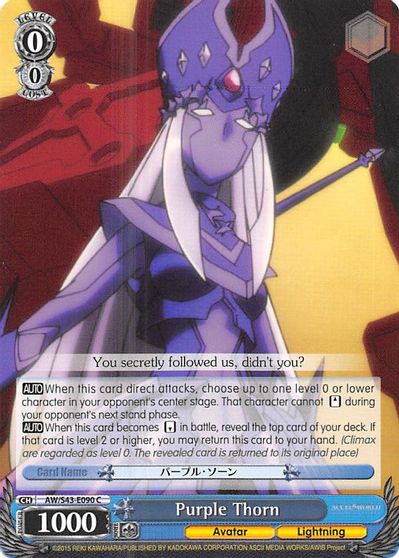 LEVEL
0
0
COST
You secretly followed us, didn't you?
AUTO When this card direct attacks, choose up to one level 0 or lower
character in your opponent's center stage. That character cannot during
your opponent's next stand phase.
AUTO When this card becomes in battle, reveal the top card of your deck. If
that card is level 2 or higher, you may return this card to your hand. (Climax
are regarded as level 0. The revealed card is returned to its original place)
Card Name パープル・ソーン
CH AW/S43-E090 C
Purple Thorn
ACCEL WORLD
POWER 1000 SOUL
Avatar Lightning
©2015 REKI KAWAHARA/PUBLISHED BY KADOKAWA CORPORATION ASCII MEDIA WORKS/AWIB Project